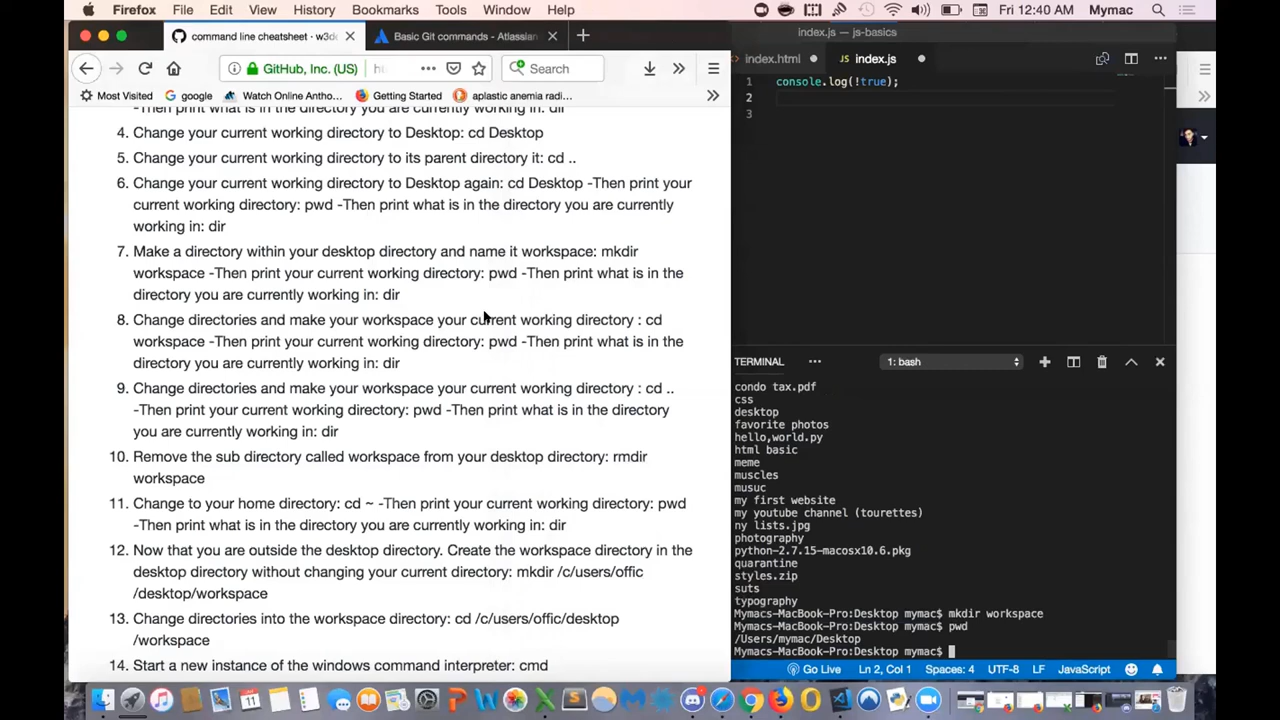 Firefox File Edit View History Bookmarks Tools Window Help Fri 12:40 AM Mymac
command line cheatsheet - w3de
Basic Git commands - Atlassian
index.js — js-basics
GitHub, Inc. (US)
Search
index.html
index.js
Most Visited
google
Watch Online Antho...
Getting Started
aplastic anemia radi...
1 console.log(!true);
2
3
-Then print what is in the directory you are currently working in: dir
4. Change your current working directory to Desktop: cd Desktop
5. Change your current working directory to its parent directory it: cd ..
6. Change your current working directory to Desktop again: cd Desktop -Then print your
current working directory: pwd -Then print what is in the directory you are currently
working in: dir
7. Make a directory within your desktop directory and name it workspace: mkdir
workspace -Then print your current working directory: pwd -Then print what is in the
directory you are currently working in: dir
8. Change directories and make your workspace your current working directory : cd
workspace -Then print your current working directory: pwd -Then print what is in the
directory you are currently working in: dir
9. Change directories and make your workspace your current working directory : cd ..
-Then print your current working directory: pwd -Then print what is in the directory
you are currently working in: dir
10. Remove the sub directory called workspace from your desktop directory: rmdir
workspace
11. Change to your home directory: cd ~ -Then print your current working directory: pwd
-Then print what is in the directory you are currently working in: dir
12. Now that you are outside the desktop directory. Create the workspace directory in the
desktop directory without changing your current directory: mkdir /c/users/offic
/desktop/workspace
13. Change directories into the workspace directory: cd /c/users/offic/desktop
/workspace
14. Start a new instance of the windows command interpreter: cmd
TERMINAL ... 1: bash
condo tax.pdf
css
desktop
favorite photos
hello,world.py
html basic
meme
muscles
musuc
my first website
my youtube channel (tourettes)
ny lists.jpg
photography
python-2.7.15-macosx10.6.pkg
quarantine
styles.zip
suts
typography
Mymacs-MacBook-Pro:Desktop mymac$ mkdir workspace
Mymacs-MacBook-Pro:Desktop mymac$ pwd
/Users/mymac/Desktop
Mymacs-MacBook-Pro:Desktop mymac$
Go Live Ln 2, Col 1 Spaces: 4 UTF-8 LF JavaScript